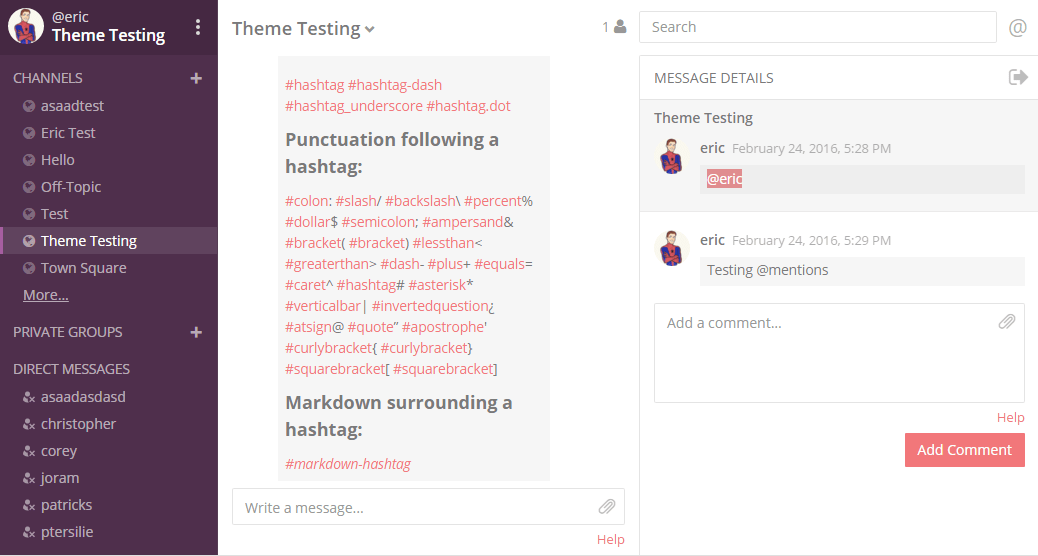 @eric
Theme Testing
CHANNELS +
asaadtest
Eric Test
Hello
Off-Topic
Test
Theme Testing
Town Square
More...
PRIVATE GROUPS +
DIRECT MESSAGES
asaadasdasd
christopher
corey
joram
patricks
ptersilie
Theme Testing
1
#hashtag #hashtag-dash
#hashtag_underscore #hashtag.dot
Punctuation following a
hashtag:
#colon: #slash/ #backslash\ #percent%
#dollar$ #semicolon; #ampersand&
#bracket( #bracket) #lessthan<
#greaterthan> #dash- #plus+ #equals=
#caret^ #hashtag# #asterisk*
#verticalbar| #invertedquestion¿
#atsign@ #quote" #apostrophe'
#curlybracket{ #curlybracket}
#squarebracket[ #squarebracket]
Markdown surrounding a
hashtag:
#markdown-hashtag
Write a message...
Help
Search
@
MESSAGE DETAILS
Theme Testing
eric February 24, 2016, 5:28 PM
@eric
eric February 24, 2016, 5:29 PM
Testing @mentions
Add a comment...
Help
Add Comment